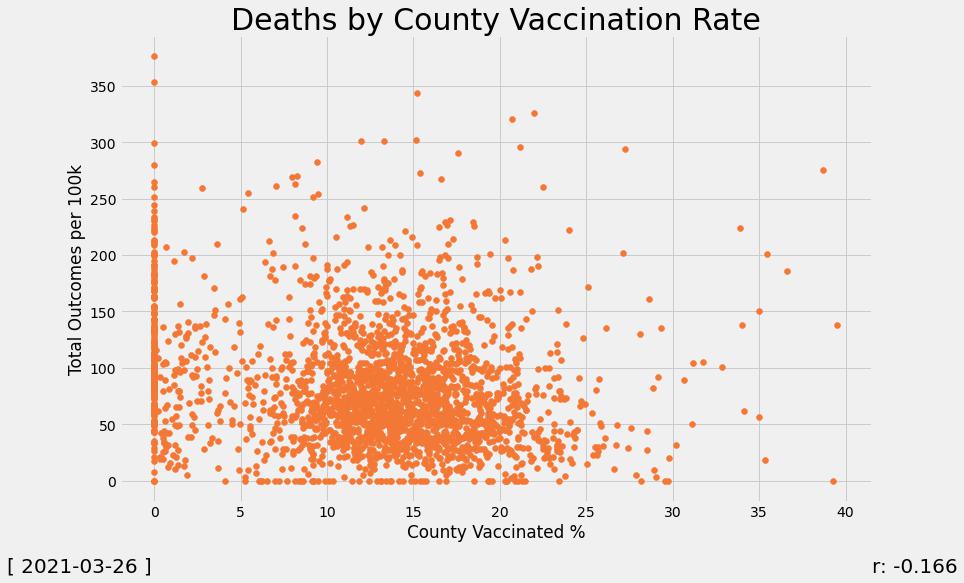 Deaths by County Vaccination Rate
Total Outcomes per 100k
350
300
250
200
150
100
50
0
0 5 10 15 20 25 30 35 40
County Vaccinated %
[ 2021-03-26 ]
r: -0.166